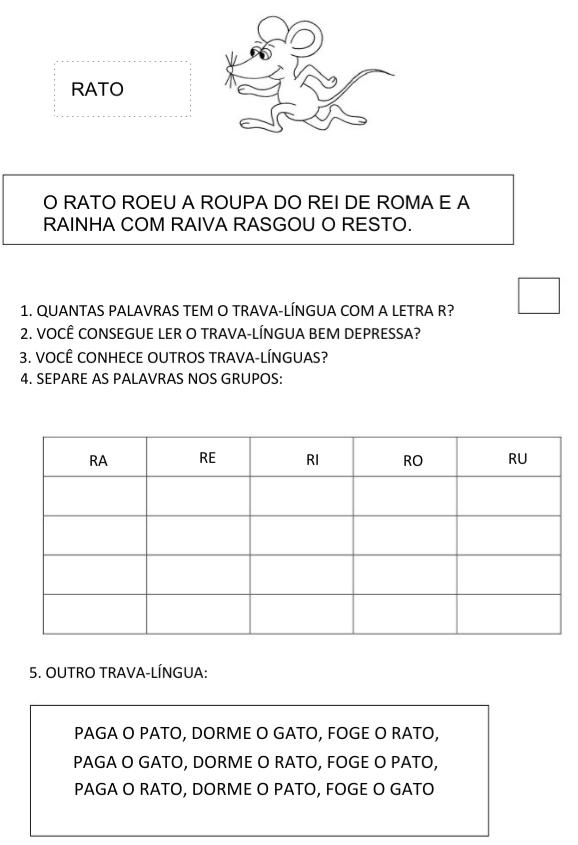 RATO
O RATO ROEU A ROUPA DO REI DE ROMA E A
RAINHA COM RAIVA RASGOU O RESTO.
1. QUANTAS PALAVRAS TEM O TRAVA-LÍNGUA COM A LETRA R?
2. VOCÊ CONSEGUE LER O TRAVA-LÍNGUA BEM DEPRESSA?
3. VOCÊ CONHECE OUTROS TRAVA-LÍNGUAS?
4. SEPARE AS PALAVRAS NOS GRUPOS:
RA RE RI RO RU
5. OUTRO TRAVA-LÍNGUA:
PAGA O PATO, DORME O GATO, FOGE O RATO,
PAGA O GATO, DORME O RATO, FOGE O PATO,
PAGA O RATO, DORME O PATO, FOGE O GATO